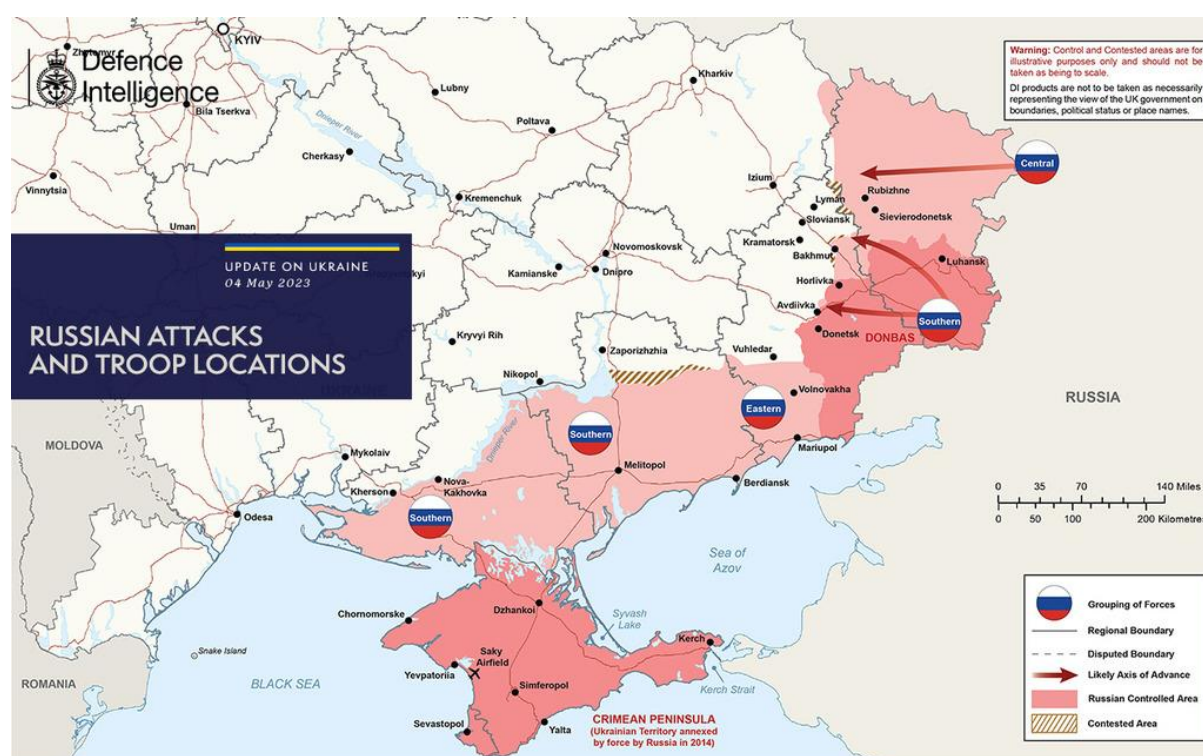 KYIV
Zhytomyr
Defence
Intelligence
Bila Tserkva
Lubny
Kharkiv
Warning: Control and Contested areas are for
illustrative purposes only and should not be
taken as being to scale.
DI products are not to be taken as necessarily
representing the view of the UK government on
boundaries, political status or place names.
Poltava
Dnieper River
Cherkasy
Vinnytsia
Kremenchuk
Izium
Central
Lyman
Rubizhne
Sloviansk
Sievierodonetsk
Uman
Kramatorsk
Novomoskovsk
Bakhmut
Luhansk
UPDATE ON UKRAINE
04 May 2023
Kamianske
Dnipro
Horlivka
Avdiivka
Southern
RUSSIAN ATTACKS
AND TROOP LOCATIONS
Kryvyi Rih
Donetsk
DONBAS
Zaporizhzhia
Vuhledar
Nikopol
Volnovakha
RUSSIA
Eastern
Dnieper River
Southern
MOLDOVA
Mariupol
Mykolaiv
Melitopol
Nova-
Kakhovka
Berdiansk
Kherson
Southern
Odesa
0 35 70 140 Miles
0 50 100 200 Kilometres
Sea of
Azov
Dzhankoi
Chornomorske
Syvash
Lake
Grouping of Forces
Regional Boundary
Kerch
Saky
Airfield
Snake Island
Disputed Boundary
Yevpatoriia
Likely Axis of Advance
ROMANIA
BLACK SEA
Simferopol
Kerch Strait
Russian Controlled Area
Sevastopol
Yalta
CRIMEAN PENINSULA
(Ukrainian Territory annexed
by force by Russia in 2014)
Contested Area